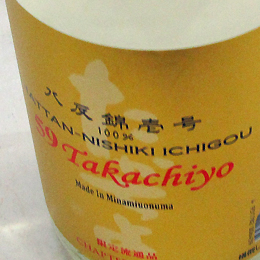 八反錦壱号
100%
HATTAN-NISHIKI ICHIGOU
59 Takachiyo
Made in Minamiuonuma
限定流通品
CHAPTER